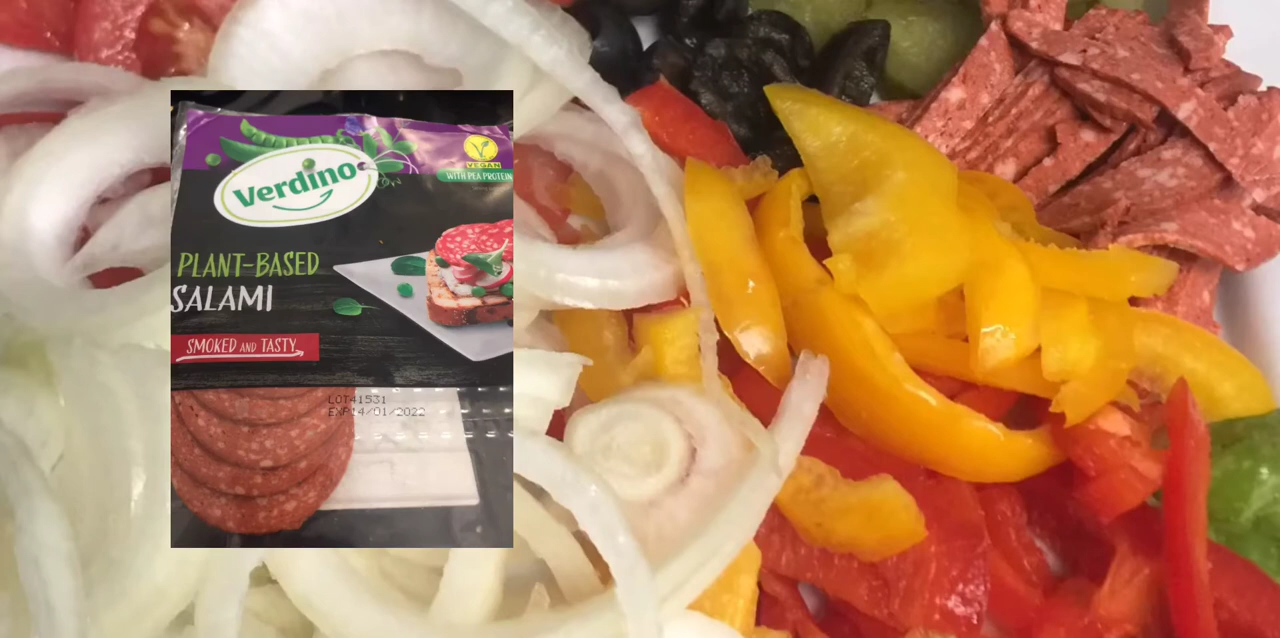 Verdino
VEGAN
WITH PEA PROTEIN
PLANT-BASED
SALAMI
SMOKED AND TASTY
LOT41531
EXP14/01/2022